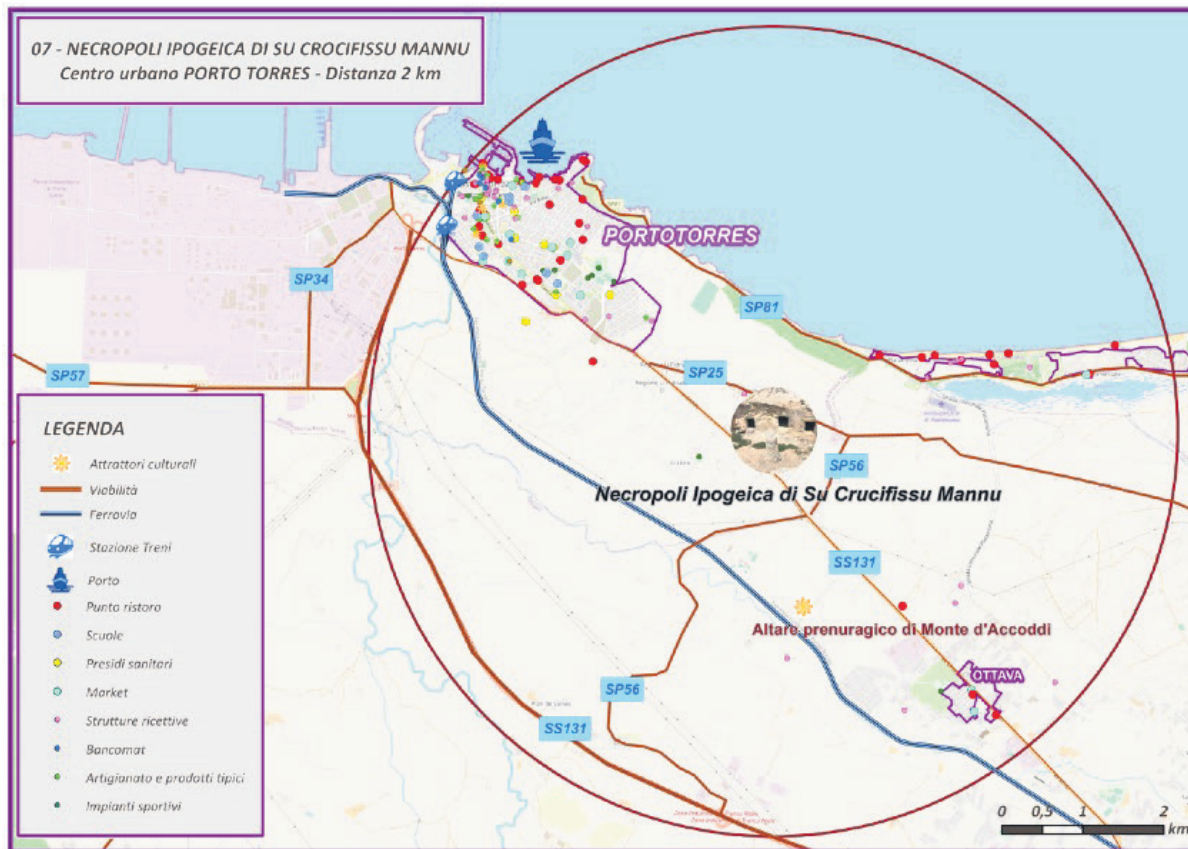 07 - NECROPOLI IPOGEICA DI SU CROCIFISSU MANNU
Centro urbano PORTO TORRES - Distanza 2 km
PORTOTORRES
SP34
SP81
SP57
SP25
SP56
Necropoli Ipogeica di Su Crucifissu Mannu
SS131
Altare prenuragico di Monte d'Accoddi
OTTAVA
SP56
SS131
LEGENDA
Attrattori culturali
Viabilità
Ferrovia
Stazione Treni
Porto
Punto ristoro
Scuole
Presidi sanitari
Market
Strutture ricettive
Bancomat
Artigianato e prodotti tipici
Impianti sportivi
0 0,5 1 2
km